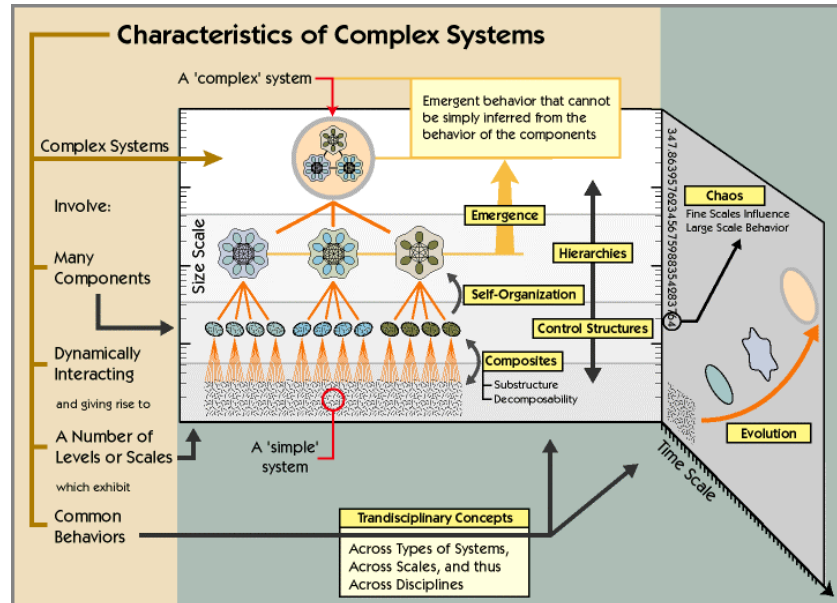 Characteristics of Complex Systems
A 'complex' system
Emergent behavior that cannot
be simply inferred from the
behavior of the components
Complex Systems
Involve:
Many
Components
Dynamically
Interacting
and giving rise to
A Number of
Levels or Scales
which exhibit
Common
Behaviors
Size Scale
Emergence
Hierarchies
Self-Organization
Control Structures
Composites
Substructure
Decomposability
A 'simple'
system
Chaos
Fine Scales Influence
Large Scale Behavior
Evolution
Time Scale
Trandisciplinary Concepts
Across Types of Systems,
Across Scales, and thus
Across Disciplines